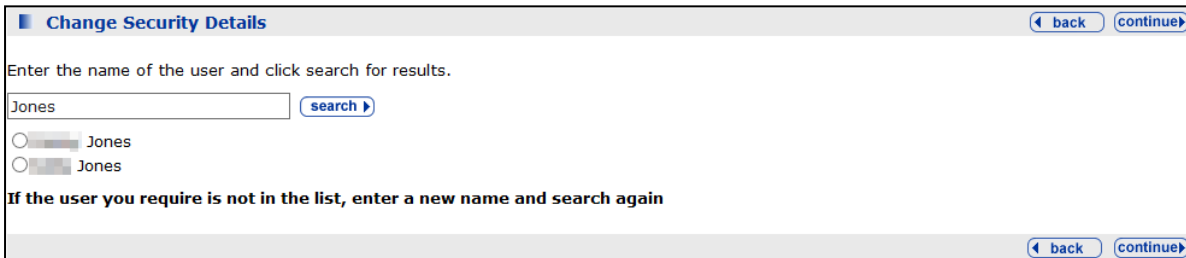 Change Security Details back continue
Enter the name of the user and click search for results.
Jones search
Jones
Jones
If the user you require is not in the list, enter a new name and search again
back continue